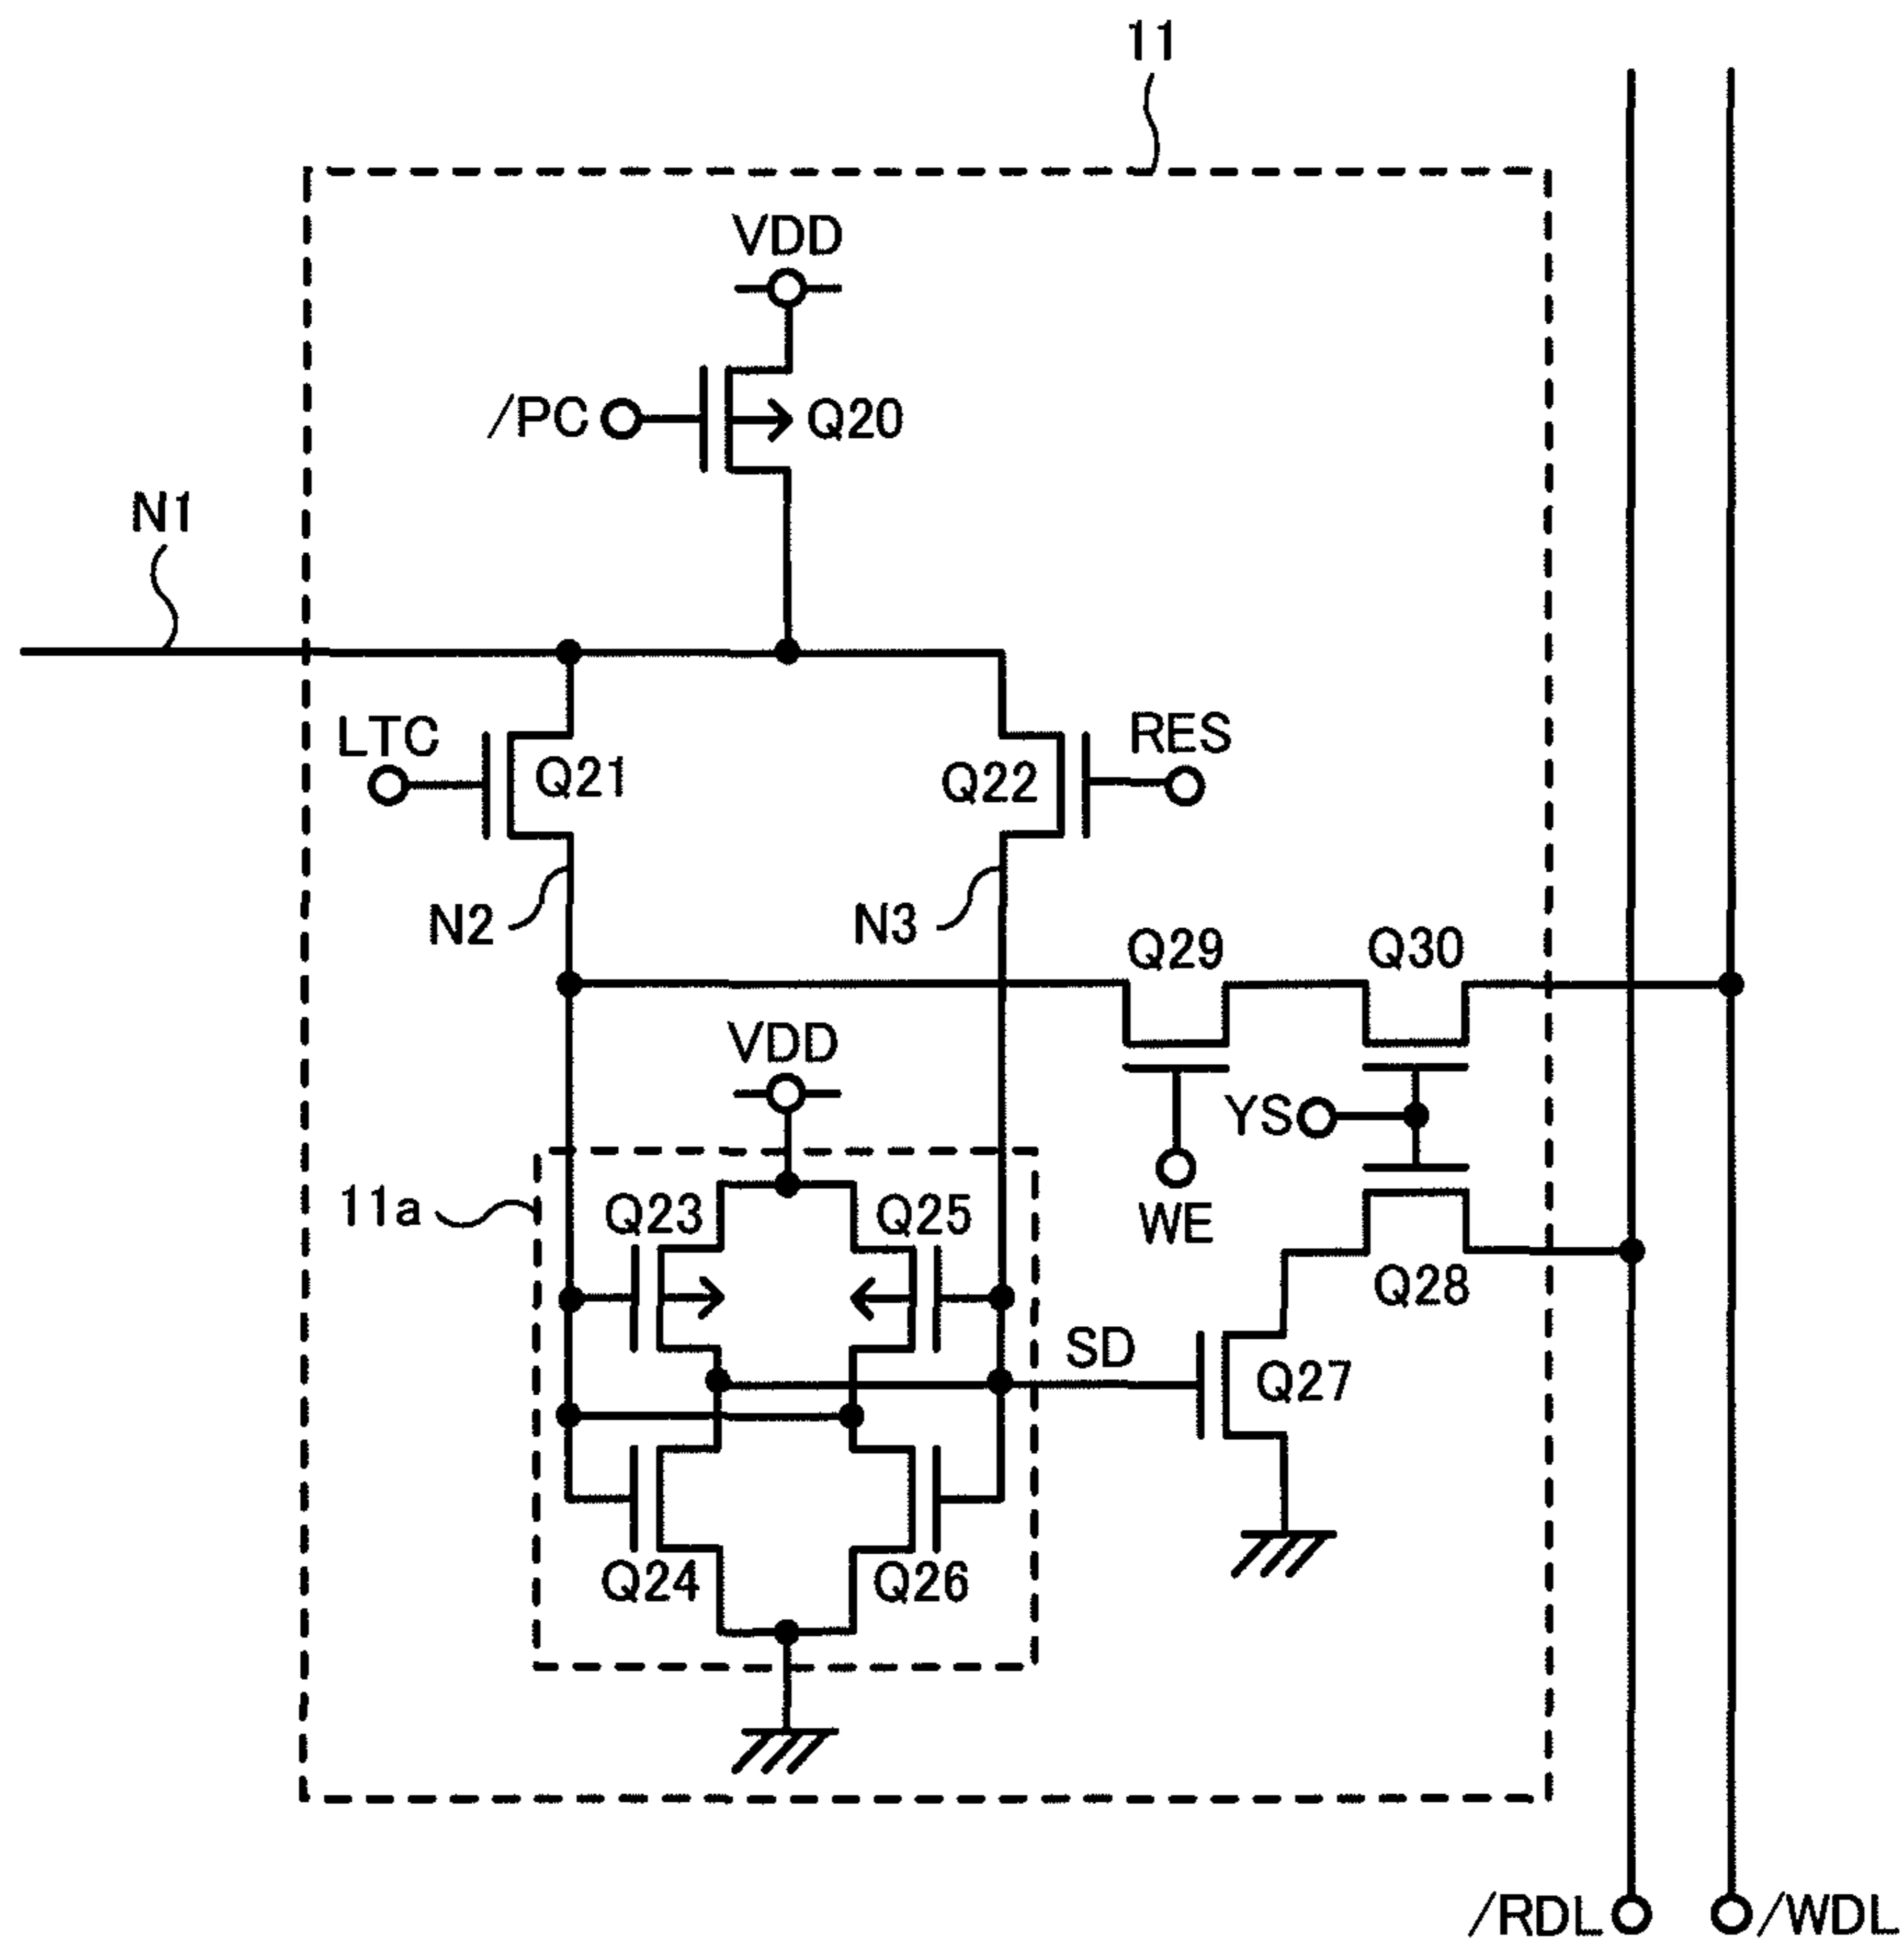 11
VDD
/PC
Q20
N1
LTC
Q21
Q22
RES
N2
N3
Q29
Q30
VDD
YS
WE
11a
Q23
Q25
Q28
SD
Q27
Q24
Q26
/RDL
/WDL